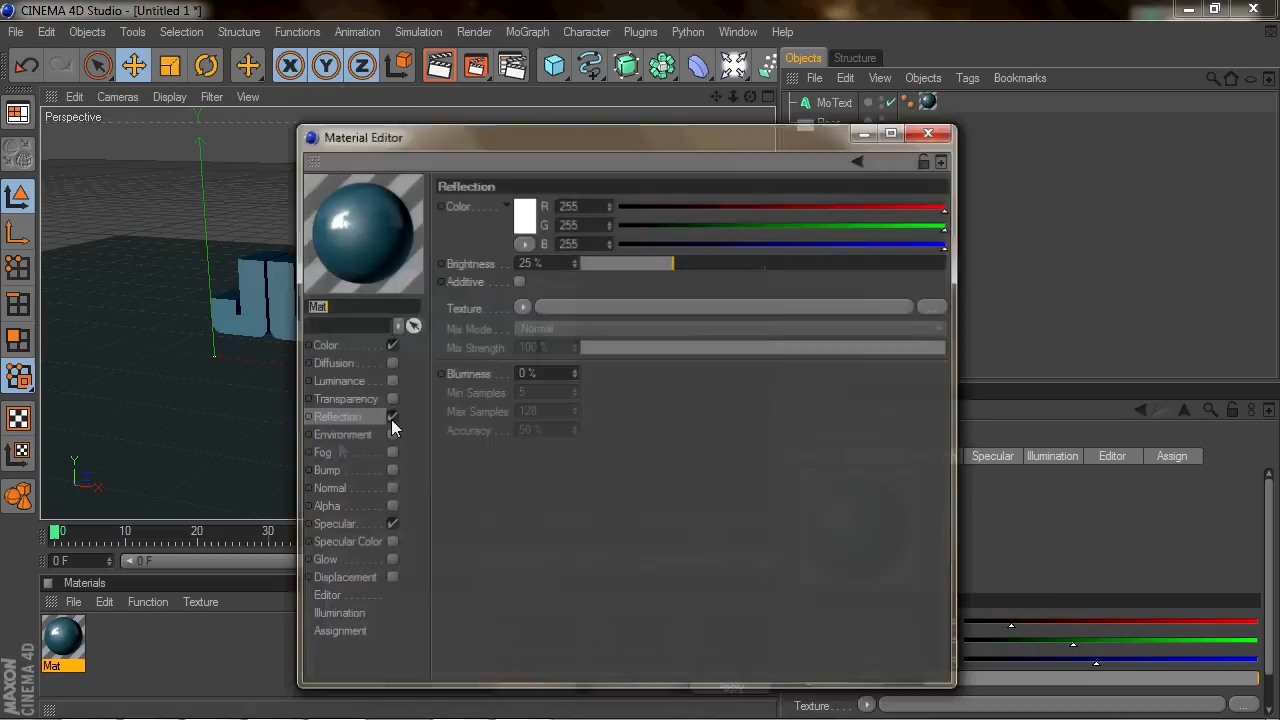 CINEMA 4D Studio - [Untitled 1 *]
File Edit Objects Tools Selection Structure Functions Animation Simulation Render MoGraph Character Plugins Python Window Help
Objects Structure
File Edit View Objects Tags Bookmarks
Edit Cameras Display Filter View
Perspective
Y
MoText
Material Editor
Reflection
Color R 255
G 255
B 255
Brightness 25 %
Additive
Mat
Texture ...
Mix Mode Normal
Mix Strength 100 %
Color
Diffusion
Blurriness 0 %
Luminance
Min Samples 5
Transparency
Max Samples 128
Reflection
Accuracy 50 %
Environment
Fog
Specular Illumination Editor Assign
Bump
Y
Z
X
Normal
Alpha
Specular
0 10 20 30
Specular Color
0 F 0 F
Glow
Displacement
Materials
Editor
File Edit Function Texture
Illumination
Assignment
Mat
Apply
Texture ...
MAXON
CINEMA 4D